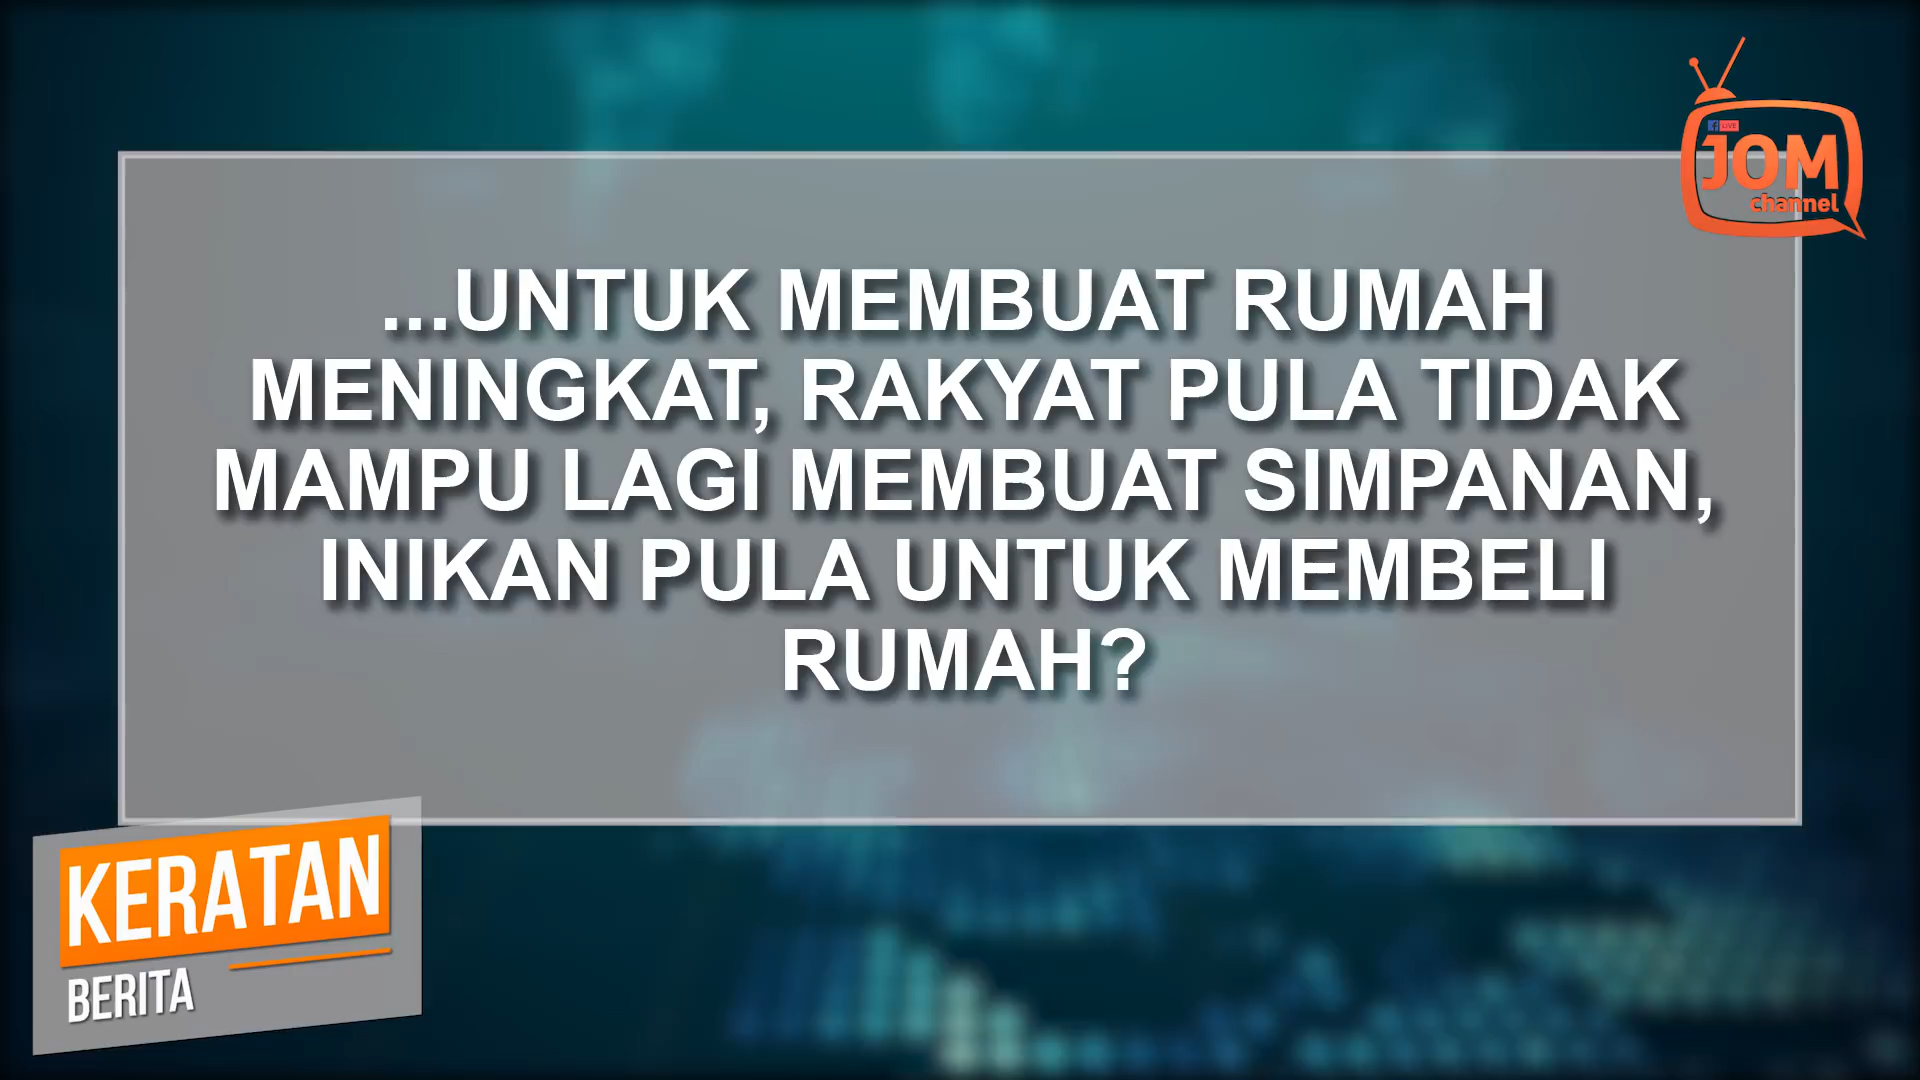 LIVE
JOM
channel
...UNTUK MEMBUAT RUMAH
MENINGKAT, RAKYAT PULA TIDAK
MAMPU LAGI MEMBUAT SIMPANAN,
INIKAN PULA UNTUK MEMBELI
RUMAH?
KERATAN
BERITA